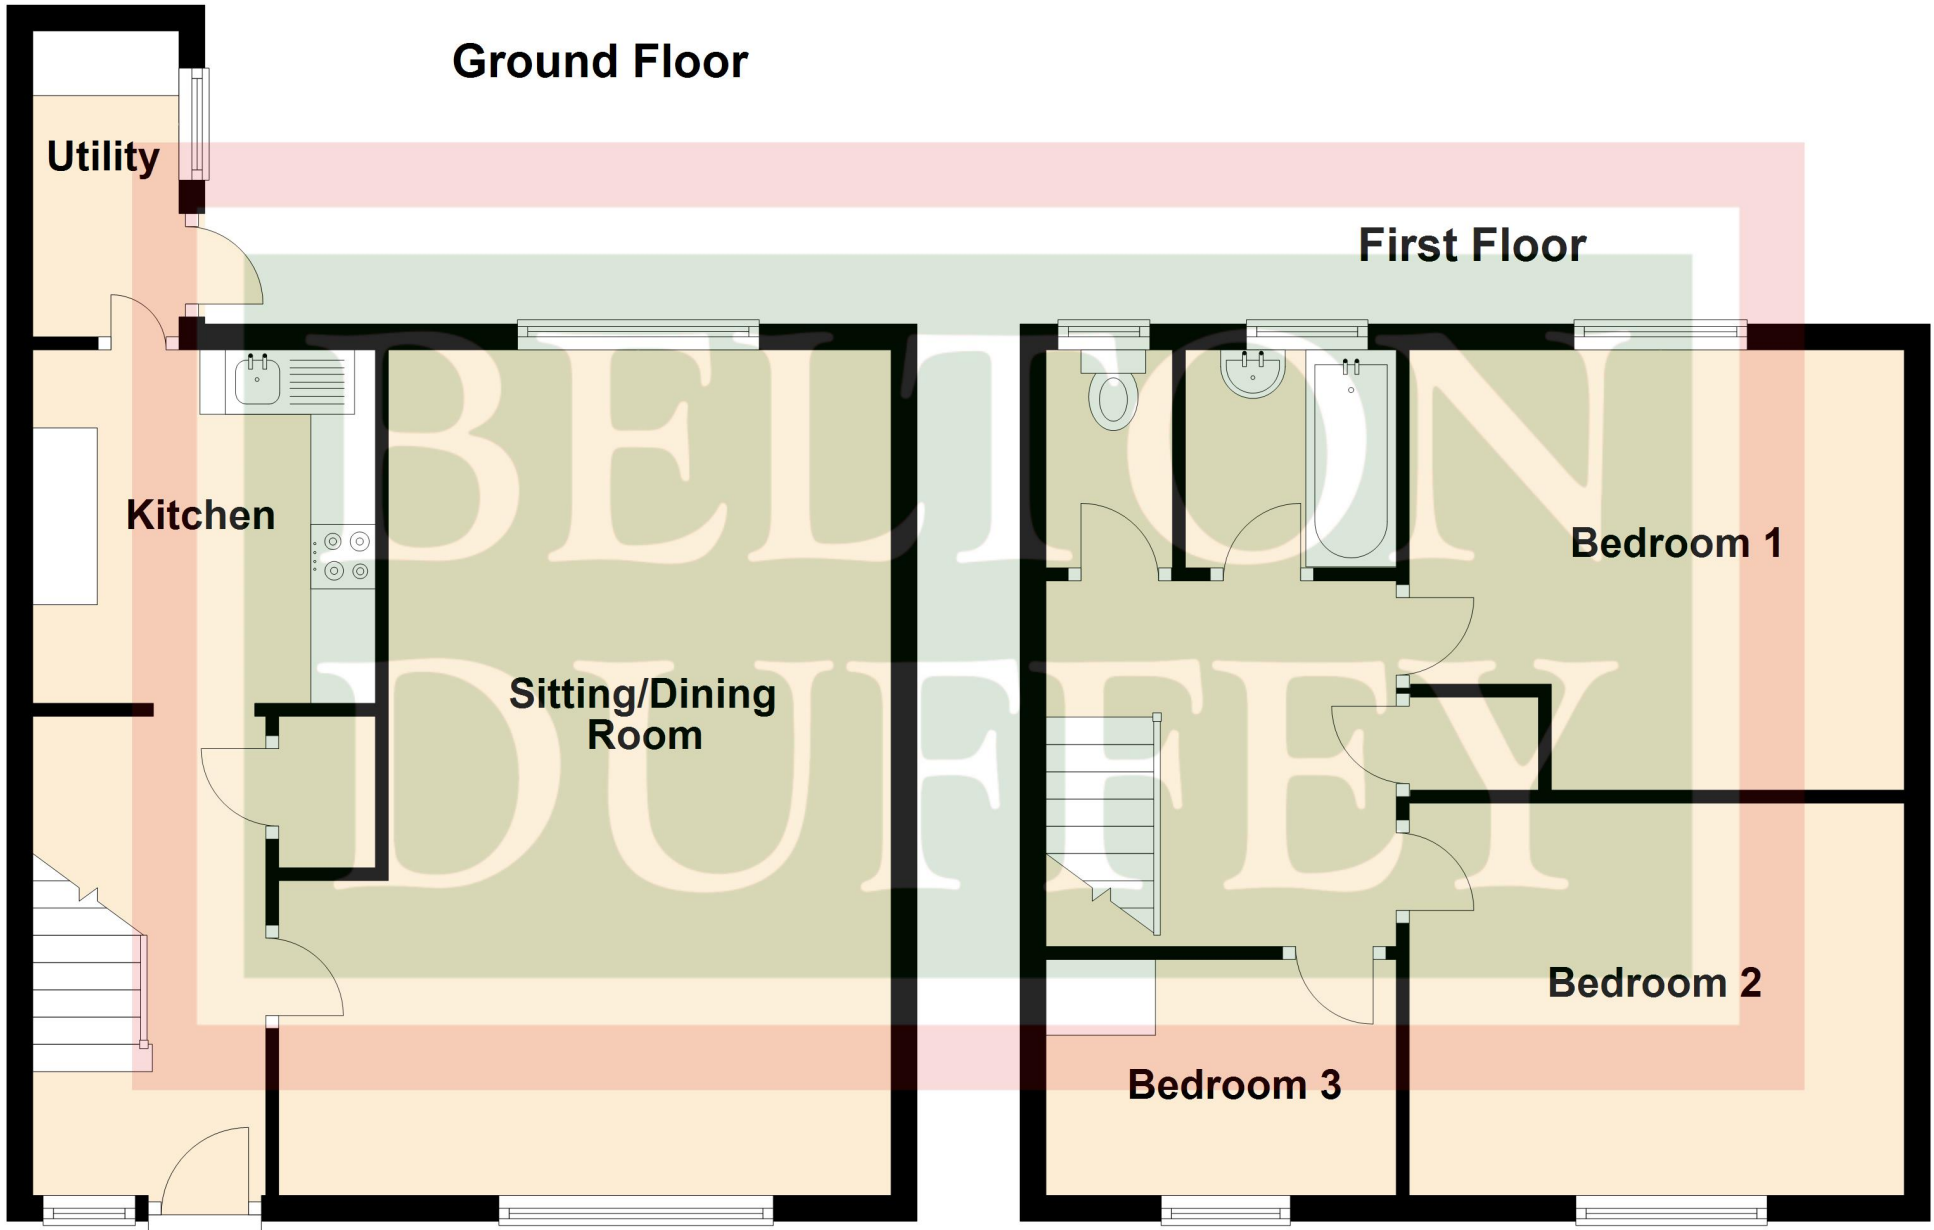 Ground Floor
Utility
First Floor
BELTON
Kitchen
Bedroom 1
DUFFEY
Sitting/Dining
Room
Bedroom 2
Bedroom 3